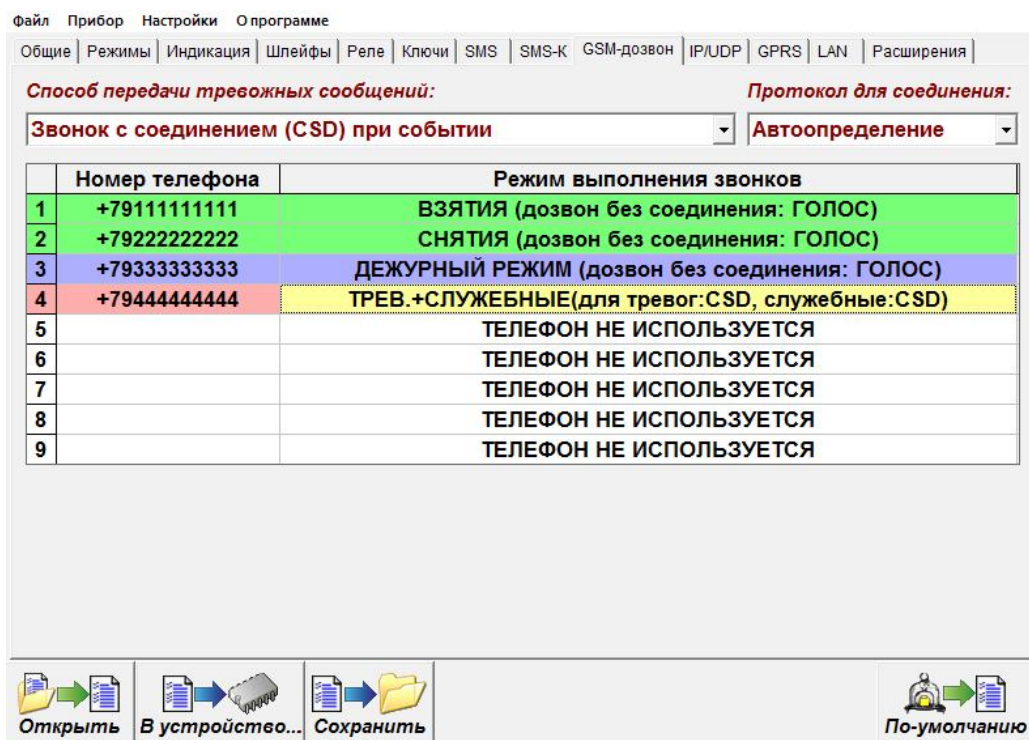 Файл Прибор Настройки О программе
Общие Режимы Индикация Шлейфы Реле Ключи SMS SMS-К GSM-дозвон IP/UDP GPRS LAN Расширения
Способ передачи тревожных сообщений: Протокол для соединения:
Звонок с соединением (CSD) при событии Автоопределение
Номер телефона Режим выполнения звонков
1 +79111111111 ВЗЯТИЯ (дозвон без соединения: ГОЛОС)
2 +79222222222 СНЯТИЯ (дозвон без соединения: ГОЛОС)
3 +79333333333 ДЕЖУРНЫЙ РЕЖИМ (дозвон без соединения: ГОЛОС)
4 +79444444444 ТРЕВ.+СЛУЖЕБНЫЕ(для тревог:CSD, служебные:CSD)
5 ТЕЛЕФОН НЕ ИСПОЛЬЗУЕТСЯ
6 ТЕЛЕФОН НЕ ИСПОЛЬЗУЕТСЯ
7 ТЕЛЕФОН НЕ ИСПОЛЬЗУЕТСЯ
8 ТЕЛЕФОН НЕ ИСПОЛЬЗУЕТСЯ
9 ТЕЛЕФОН НЕ ИСПОЛЬЗУЕТСЯ
Открыть В устройство... Сохранить По-умолчанию